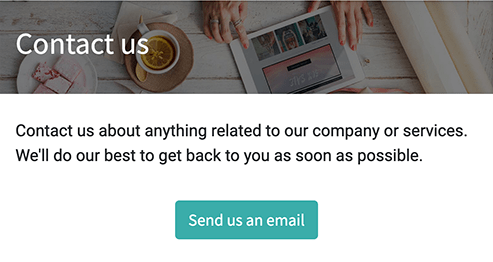 Contact us
Contact us about anything related to our company or services.
We'll do our best to get back to you as soon as possible.
Send us an email